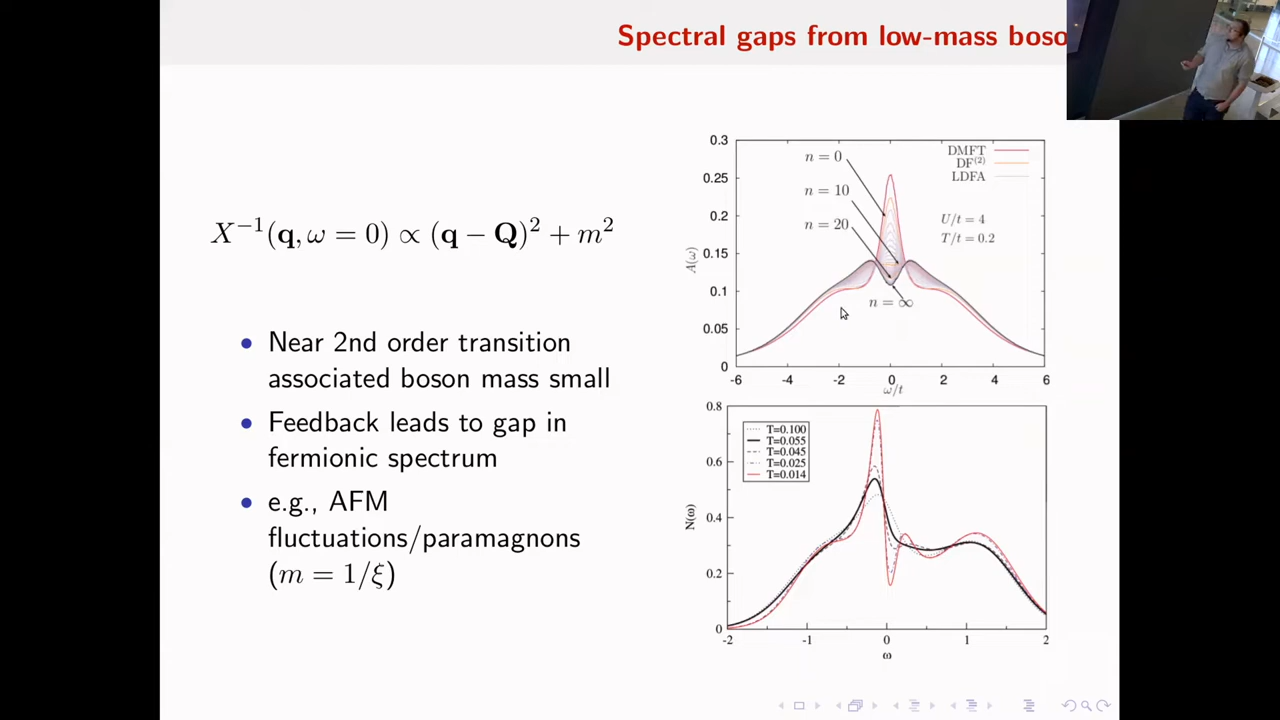 Spectral gaps from low-mass boso
X⁻¹(q, ω = 0) ∝ (q − Q)² + m²
• Near 2nd order transition
associated boson mass small
• Feedback leads to gap in
fermionic spectrum
• e.g., AFM
fluctuations/paramagnons
(m = 1/ξ)
0.3
0.25
0.2
0.15
0.1
0.05
0
A(ω)
n = 0
n = 10
n = 20
n = ∞
DMFT
DF⁽²⁾
LDFA
U/t = 4
T/t = 0.2
-6 -4 -2 0 2 4 6
ω/t
0.8
0.6
0.4
0.2
0
N(ω)
T=0.100
T=0.055
T=0.045
T=0.025
T=0.014
-2 -1 0 1 2
ω